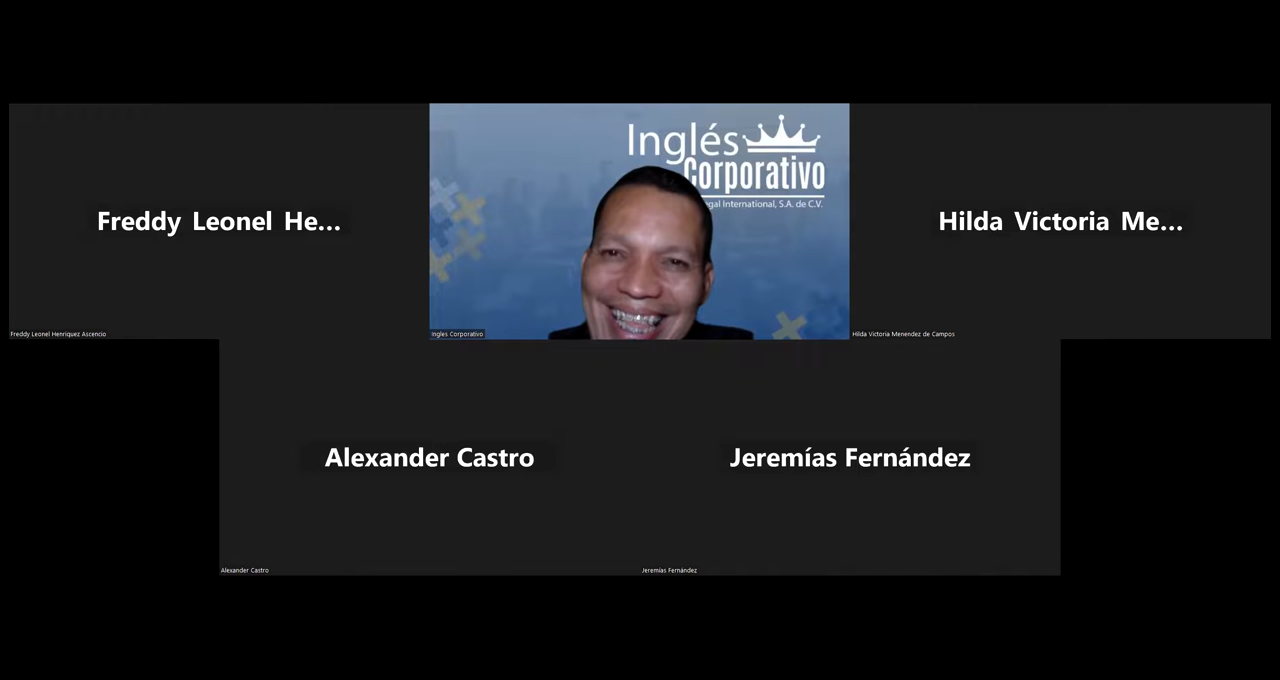 Freddy Leonel He...
Freddy Leonel Henriquez Ascencio
Inglés
Corporativo
gal International, S.A. de C.V.
Ingles Corporativo
Hilda Victoria Me...
Hilda Victoria Menendez de Campos
Alexander Castro
Alexander Castro
Jeremías Fernández
Jeremías Fernández